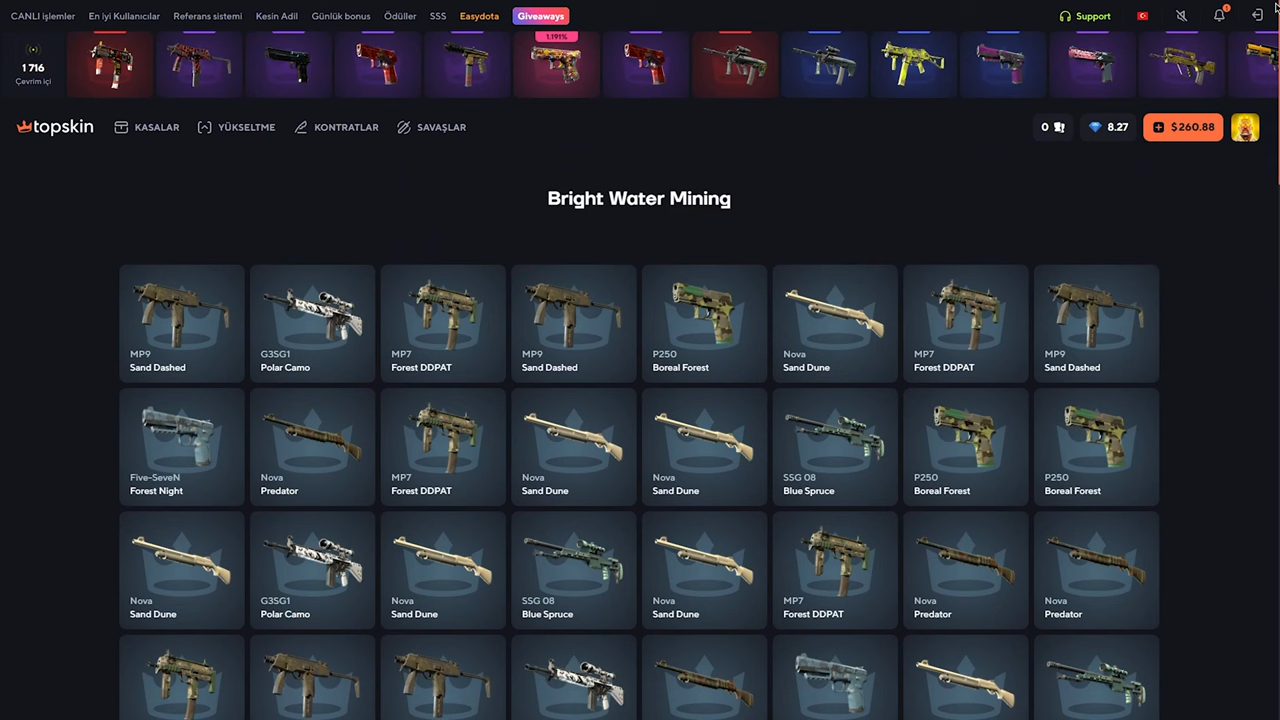 CANLI işlemler En iyi Kullanıcılar Referans sistemi Kesin Adil Günlük bonus Ödüller SSS Easydota Giveaways Support 1
1 716
Çevrim içi
1.191%
topskin KASALAR YÜKSELTME KONTRATLAR SAVAŞLAR 0 8.27 $260.88
Bright Water Mining
MP9 G3SG1 MP7 MP9 P250 Nova MP7 MP9
Sand Dashed Polar Camo Forest DDPAT Sand Dashed Boreal Forest Sand Dune Forest DDPAT Sand Dashed
Five-SeveN Nova MP7 Nova Nova SSG 08 P250 P250
Forest Night Predator Forest DDPAT Sand Dune Sand Dune Blue Spruce Boreal Forest Boreal Forest
Nova G3SG1 Nova SSG 08 Nova MP7 Nova Nova
Sand Dune Polar Camo Sand Dune Blue Spruce Sand Dune Forest DDPAT Predator Predator